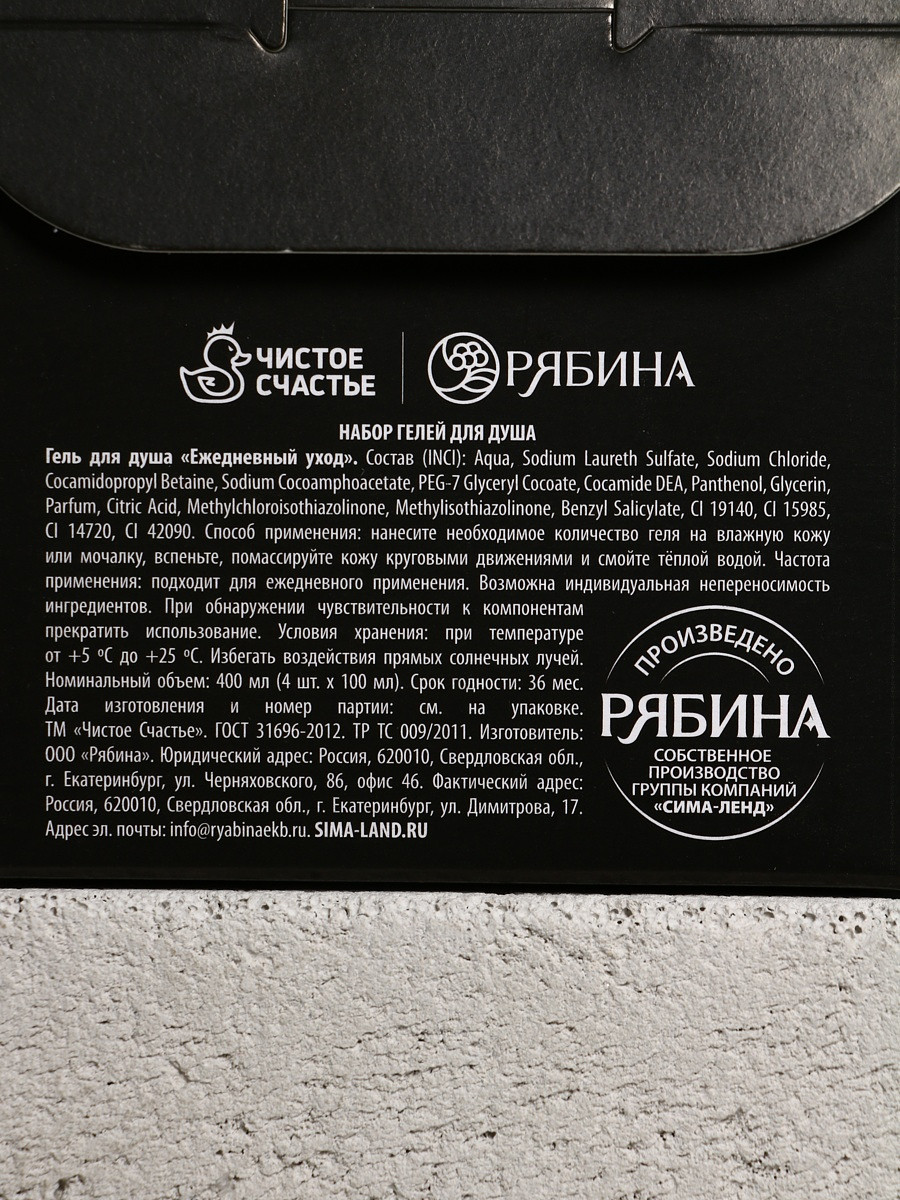 ЧИСТОЕ
СЧАСТЬЕ
РЯБИНА
НАБОР ГЕЛЕЙ ДЛЯ ДУША
Гель для душа «Ежедневный уход». Состав (INCI): Aqua, Sodium Laureth Sulfate, Sodium Chloride,
Cocamidopropyl Betaine, Sodium Cocoamphoacetate, PEG-7 Glyceryl Cocoate, Cocamide DEA, Panthenol, Glycerin,
Parfum, Citric Acid, Methylchloroisothiazolinone, Methylisothiazolinone, Benzyl Salicylate, CI 19140, CI 15985,
CI 14720, CI 42090. Способ применения: нанесите необходимое количество геля на влажную кожу
или мочалку, вспеньте, помассируйте кожу круговыми движениями и смойте тёплой водой. Частота
применения: подходит для ежедневного применения. Возможна индивидуальная непереносимость
ингредиентов. При обнаружении чувствительности к компонентам
прекратить использование. Условия хранения: при температуре
от +5 ºС до +25 ºС. Избегать воздействия прямых солнечных лучей.
Номинальный объем: 400 мл (4 шт. х 100 мл). Срок годности: 36 мес.
Дата изготовления и номер партии: см. на упаковке.
ТМ «Чистое Счастье». ГОСТ 31696-2012. ТР ТС 009/2011. Изготовитель:
ООО «Рябина». Юридический адрес: Россия, 620010, Свердловская обл.,
г. Екатеринбург, ул. Черняховского, 86, офис 46. Фактический адрес:
Россия, 620010, Свердловская обл., г. Екатеринбург, ул. Димитрова, 17.
Адрес эл. почты: info@ryabinaekb.ru. SIMA-LAND.RU
ПРОИЗВЕДЕНО
РЯБИНА
СОБСТВЕННОЕ
ПРОИЗВОДСТВО
ГРУППЫ КОМПАНИЙ
«СИМА-ЛЕНД»